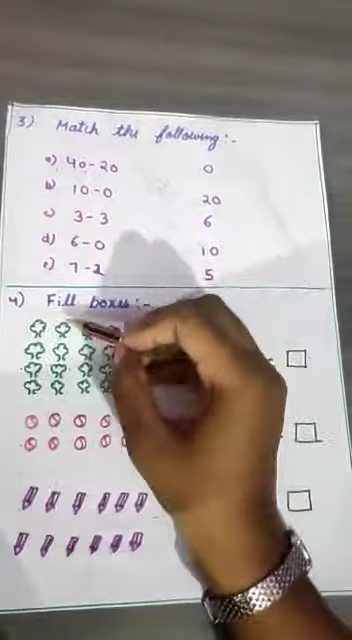 3) Match the following:-
a) 40-20 0
b) 10-0 20
c) 3-3 6
d) 6-0 10
e) 7-2 5
4) Fill boxes:-